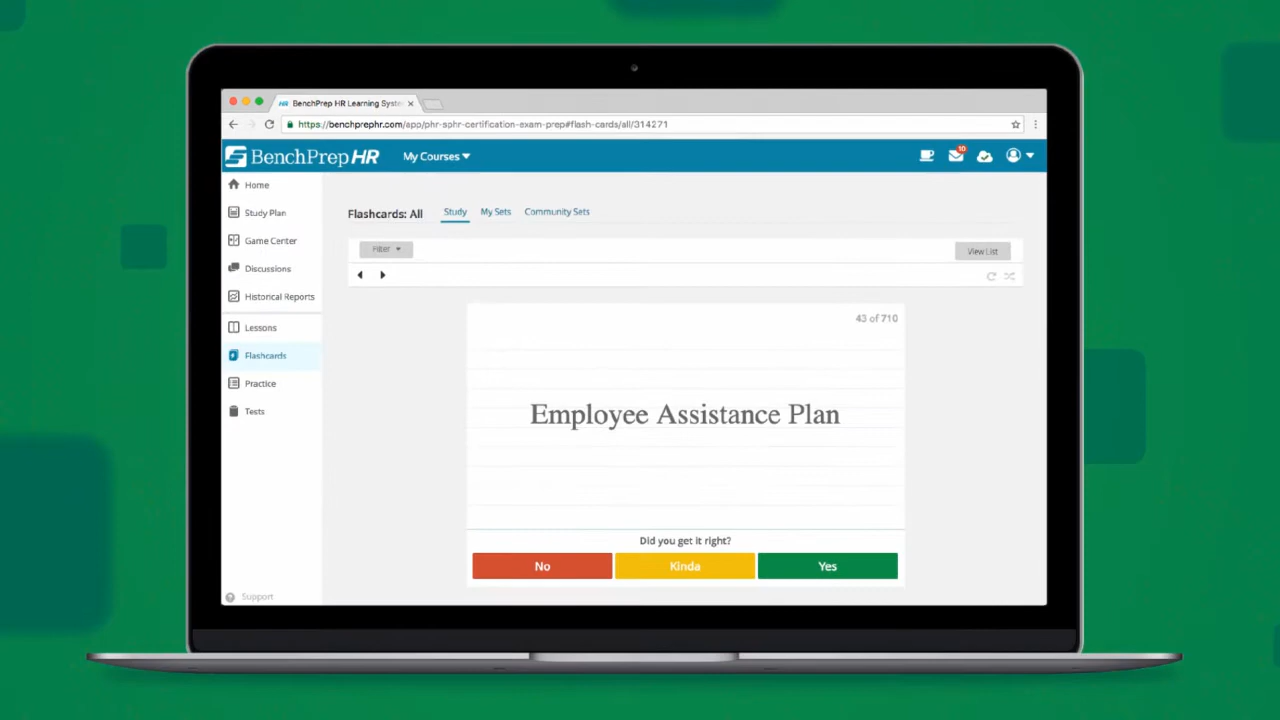 BenchPrep HR Learning Syste
https://benchprephr.com/app/phr-sphr-certification-exam-prep#flash-cards/all/314271
BenchPrep HR
My Courses
10
Home
Study Plan
Game Center
Discussions
Historical Reports
Lessons
Flashcards
Practice
Tests
Support
Flashcards: All
Study
My Sets
Community Sets
Filter
View List
43 of 710
Employee Assistance Plan
Did you get it right?
No
Kinda
Yes